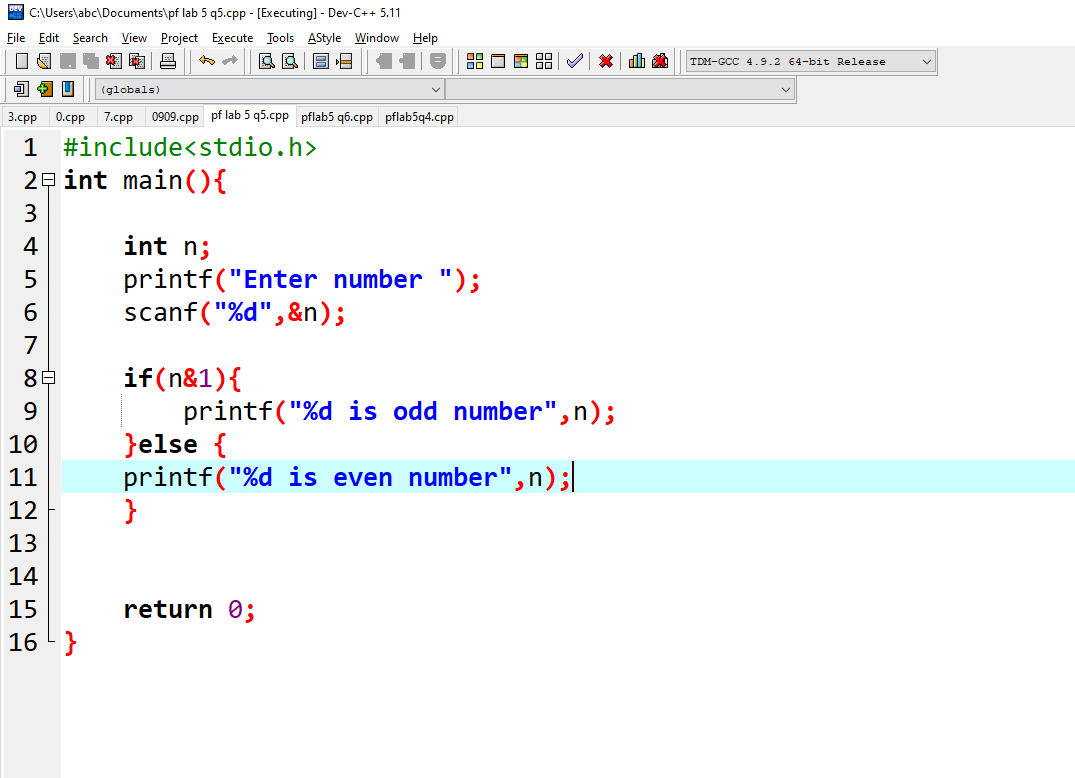 C:\Users\abc\Documents\pf lab 5 q5.cpp - [Executing] - Dev-C++ 5.11
File Edit Search View Project Execute Tools AStyle Window Help
TDM-GCC 4.9.2 64-bit Release
(globals)
3.cpp 0.cpp 7.cpp 0909.cpp pf lab 5 q5.cpp pflab5 q6.cpp pflab5q4.cpp
1 #include<stdio.h>
2 int main(){
3
4 int n;
5 printf("Enter number ");
6 scanf("%d",&n);
7
8 if(n&1){
9 printf("%d is odd number",n);
10 }else {
11 printf("%d is even number",n);
12 }
13
14
15 return 0;
16 }